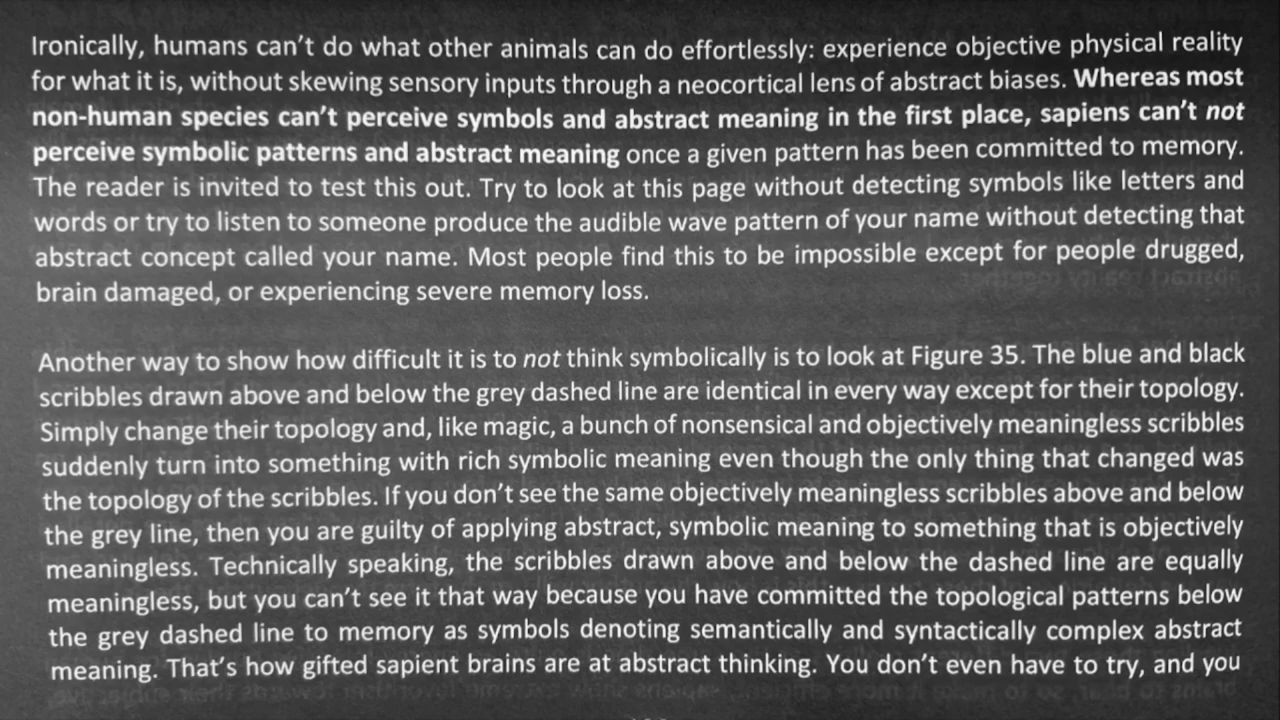 Ironically, humans can't do what other animals can do effortlessly: experience objective physical reality
for what it is, without skewing sensory inputs through a neocortical lens of abstract biases. Whereas most
non-human species can't perceive symbols and abstract meaning in the first place, sapiens can't not
perceive symbolic patterns and abstract meaning once a given pattern has been committed to memory.
The reader is invited to test this out. Try to look at this page without detecting symbols like letters and
words or try to listen to someone produce the audible wave pattern of your name without detecting that
abstract concept called your name. Most people find this to be impossible except for people drugged,
brain damaged, or experiencing severe memory loss.
Another way to show how difficult it is to not think symbolically is to look at Figure 35. The blue and black
scribbles drawn above and below the grey dashed line are identical in every way except for their topology.
Simply change their topology and, like magic, a bunch of nonsensical and objectively meaningless scribbles
suddenly turn into something with rich symbolic meaning even though the only thing that changed was
the topology of the scribbles. If you don't see the same objectively meaningless scribbles above and below
the grey line, then you are guilty of applying abstract, symbolic meaning to something that is objectively
meaningless. Technically speaking, the scribbles drawn above and below the dashed line are equally
meaningless, but you can't see it that way because you have committed the topological patterns below
the grey dashed line to memory as symbols denoting semantically and syntactically complex abstract
meaning. That's how gifted sapient brains are at abstract thinking. You don't even have to try, and you